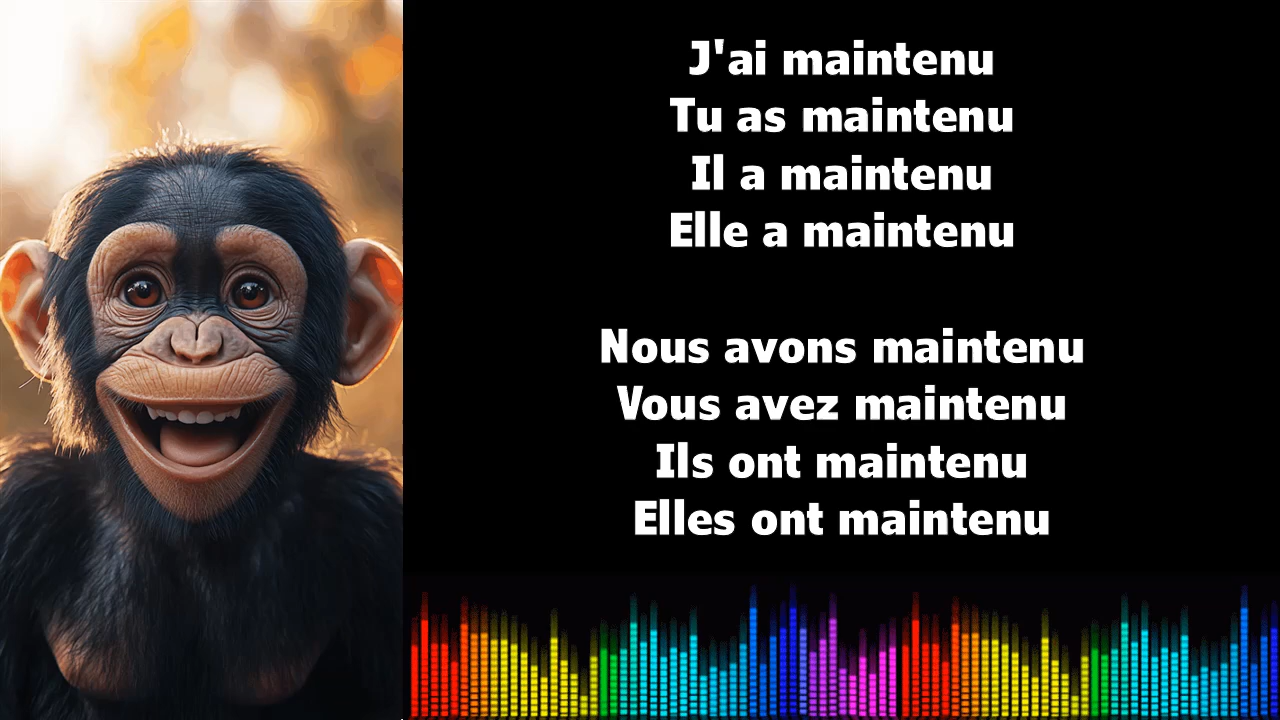 J'ai maintenu
Tu as maintenu
Il a maintenu
Elle a maintenu
Nous avons maintenu
Vous avez maintenu
Ils ont maintenu
Elles ont maintenu